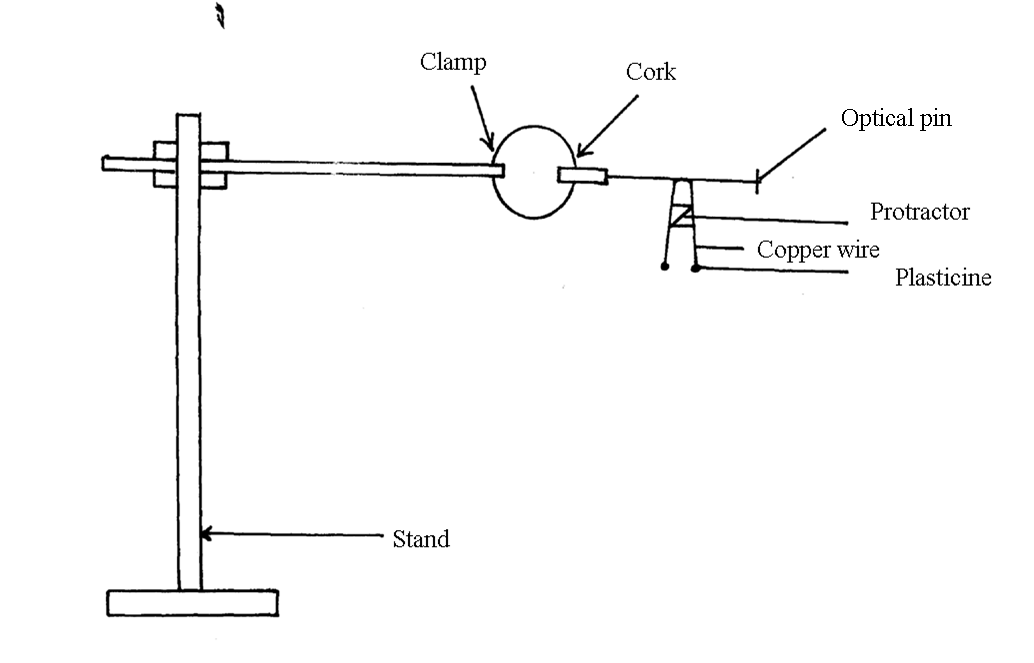 Clamp
Cork
Optical pin
Protractor
Copper wire
Plasticine
Stand